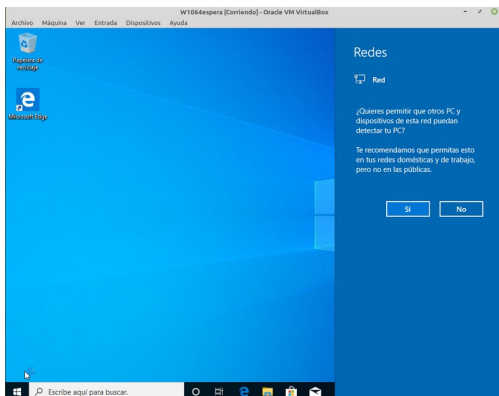 W1064espera [Corriendo] - Oracle VM VirtualBox
Archivo Máquina Ver Entrada Dispositivos Ayuda
Papelera de
reciclaje
Microsoft Edge
Redes
Red
¿Quieres permitir que otros PC y
dispositivos de esta red puedan
detectar tu PC?
Te recomendamos que permitas esto
en tus redes domésticas y de trabajo,
pero no en las públicas.
Sí No
Escribe aquí para buscar.